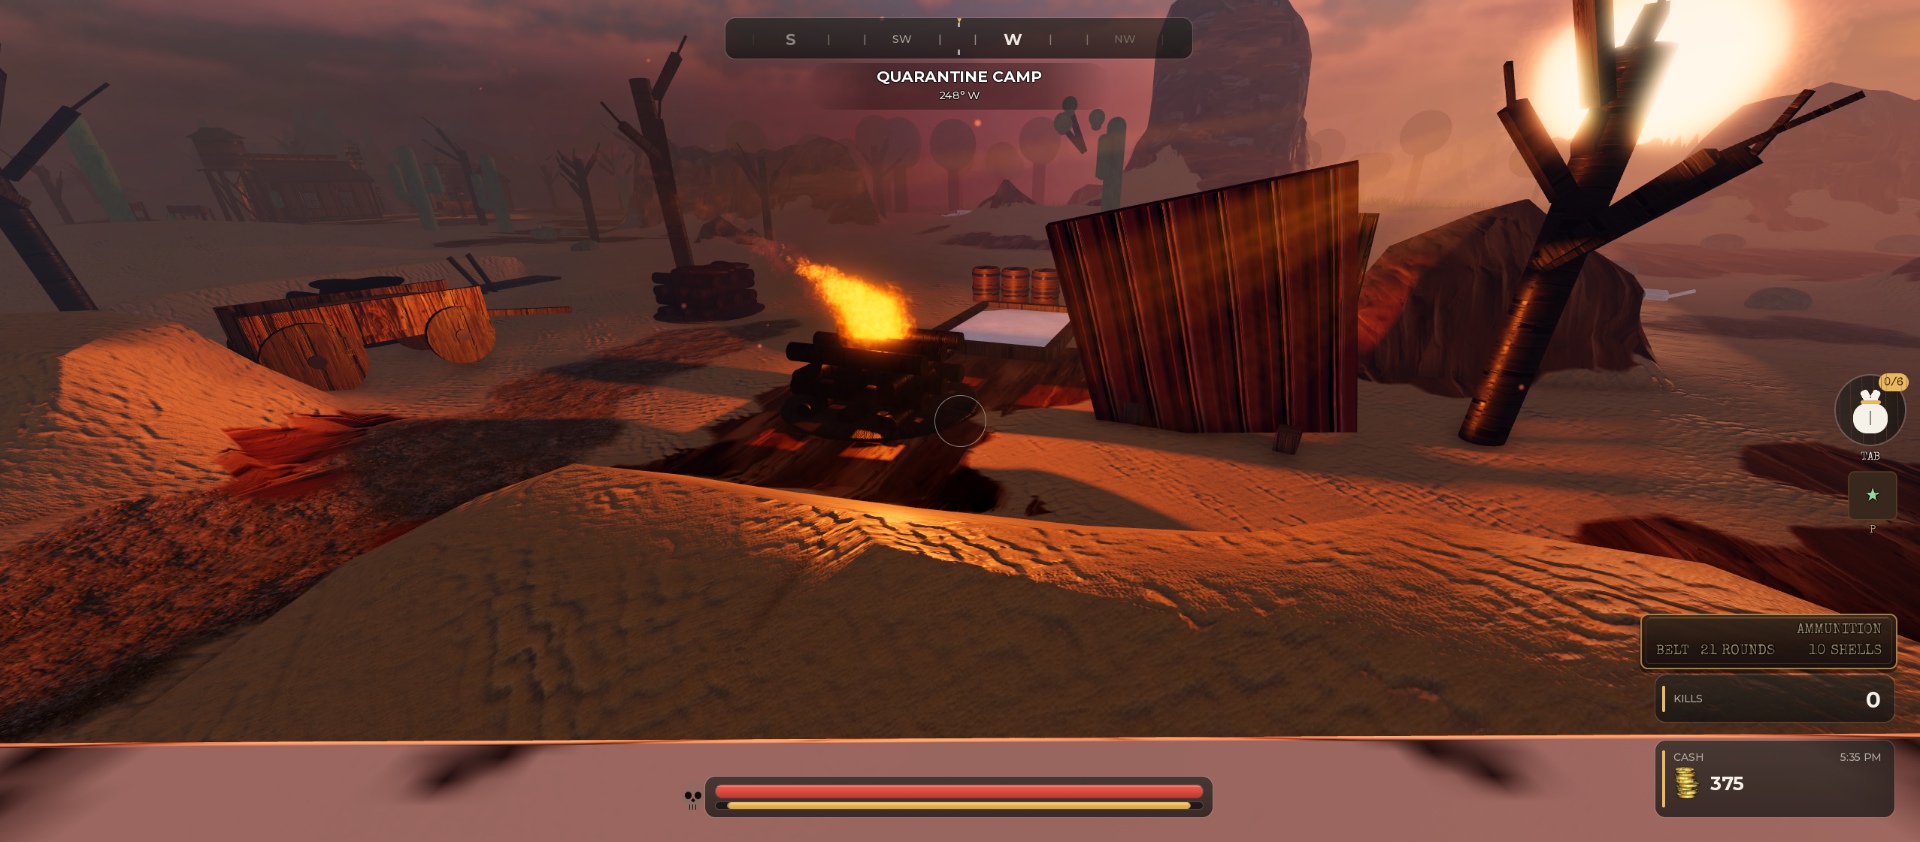 S SW W NW
QUARANTINE CAMP
248° W
0/6
TAB
P
AMMUNITION
BELT 21 ROUNDS 10 SHELLS
KILLS 0
CASH 5:35 PM
375